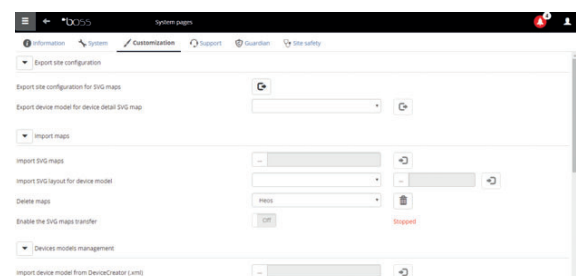 *boss
System pages
4
Information
System
Customization
Support
Guardian
Site safety
Export site configuration
Export site configuration for SVG maps
Export device model for device detail SVG map
Import maps
Import SVG maps
...
Import SVG layout for device model
...
Delete maps
Enable the SVG maps transfer
Off
Stopped
Devices models management
Import device model from DeviceCreator (.xml)
...